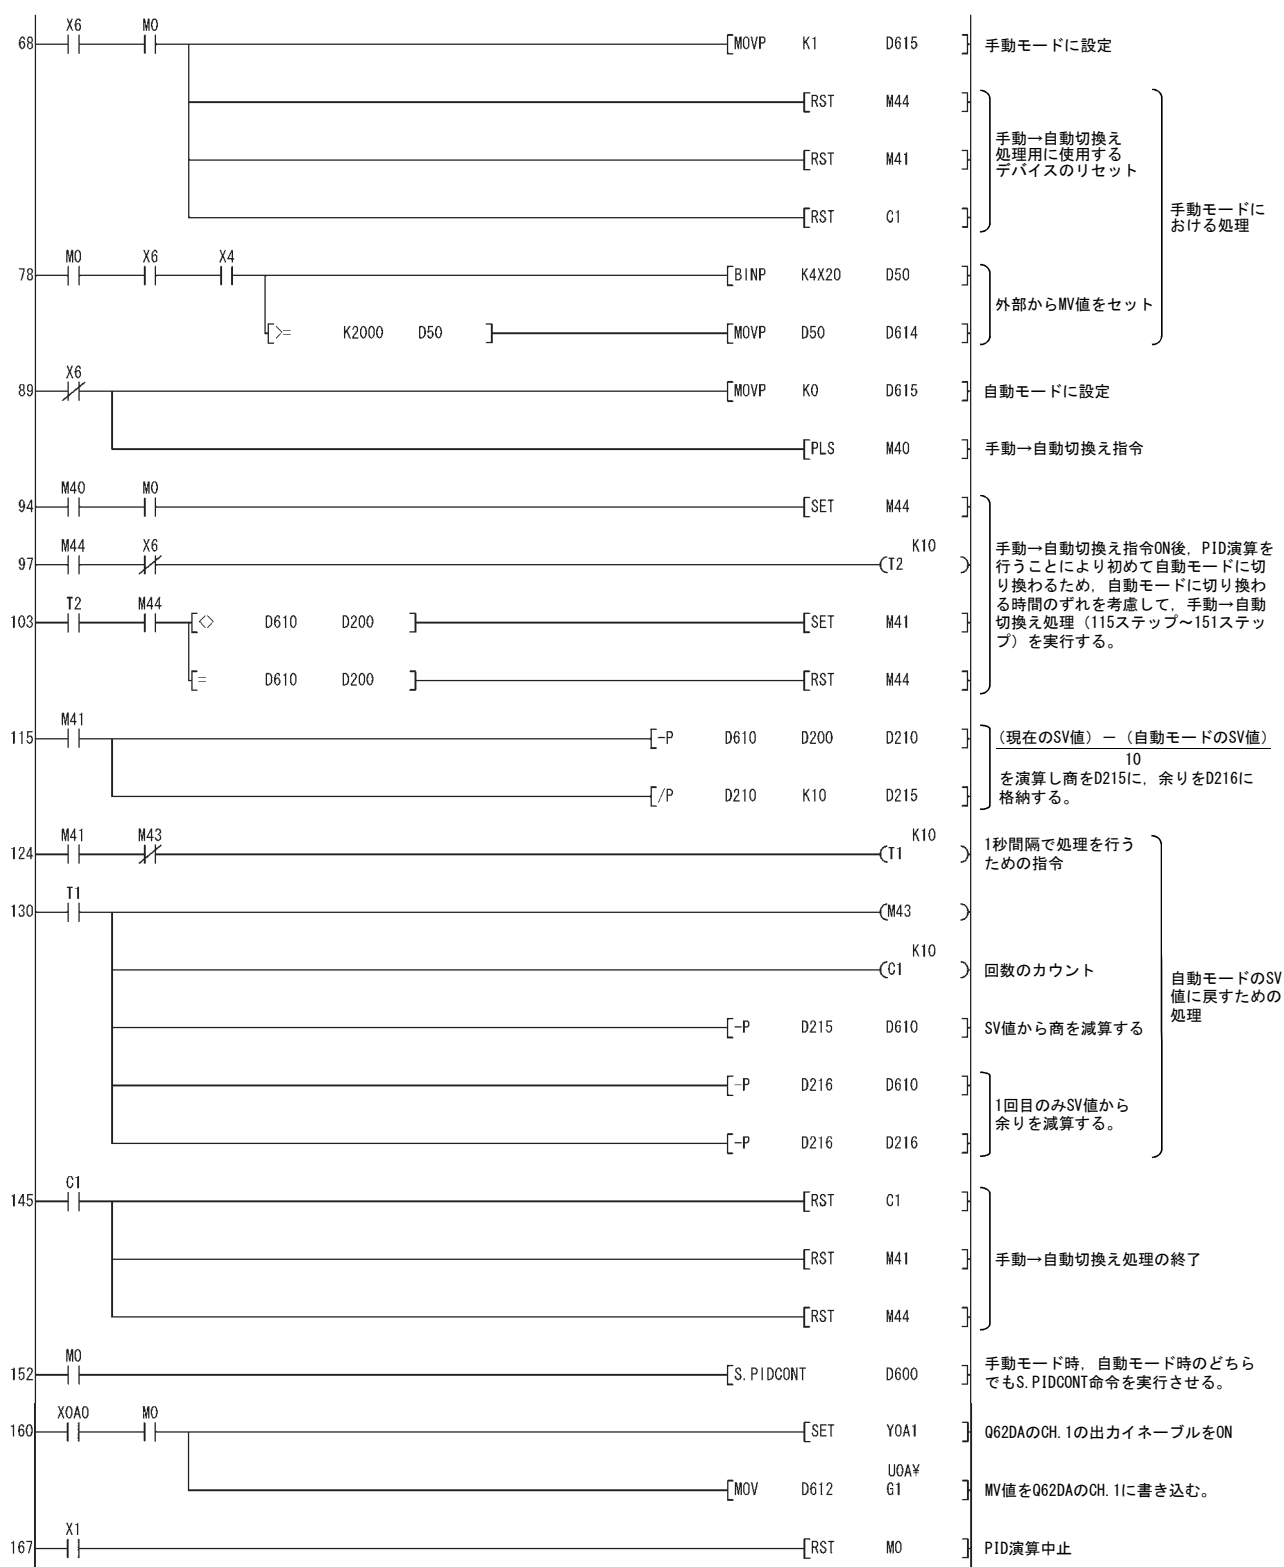 X6 M0
68 MOVP K1 D615 手動モードに設定
RST M44
手動→自動切換え
処理用に使用する
デバイスのリセット
RST M41
RST C1
手動モードに
おける処理
M0 X6 X4
78 BINP K4X20 D50
外部からMV値をセット
>= K2000 D50 MOVP D50 D614
X6
89 MOVP K0 D615 自動モードに設定
PLS M40 手動→自動切換え指令
M40 M0
94 SET M44
M44 X6 K10
97 T2
手動→自動切換え指令ON後，PID演算を
行うことにより初めて自動モードに切
り換わるため，自動モードに切り換わ
る時間のずれを考慮して，手動→自動
切換え処理（115ステップ～151ステッ
プ）を実行する。
T2 M44
103 <> D610 D200 SET M41
= D610 D200 RST M44
M41
115 -P D610 D200 D210
（現在のSV値）－（自動モードのSV値）
10
を演算し商をD215に，余りをD216に
格納する。
/P D210 K10 D215
M41 M43 K10
124 T1
1秒間隔で処理を行う
ための指令
T1
130 M43
K10
C1 回数のカウント
自動モードのSV
値に戻すための
処理
-P D215 D610 SV値から商を減算する
-P D216 D610
1回目のみSV値から
余りを減算する。
-P D216 D216
C1
145 RST C1
RST M41 手動→自動切換え処理の終了
RST M44
M0
152 S.PIDCONT D600
手動モード時，自動モード時のどちら
でもS.PIDCONT命令を実行させる。
X0A0 M0
160 SET Y0A1 Q62DAのCH.1の出力イネーブルをON
U0A¥
MOV D612 G1 MV値をQ62DAのCH.1に書き込む。
X1
167 RST M0 PID演算中止